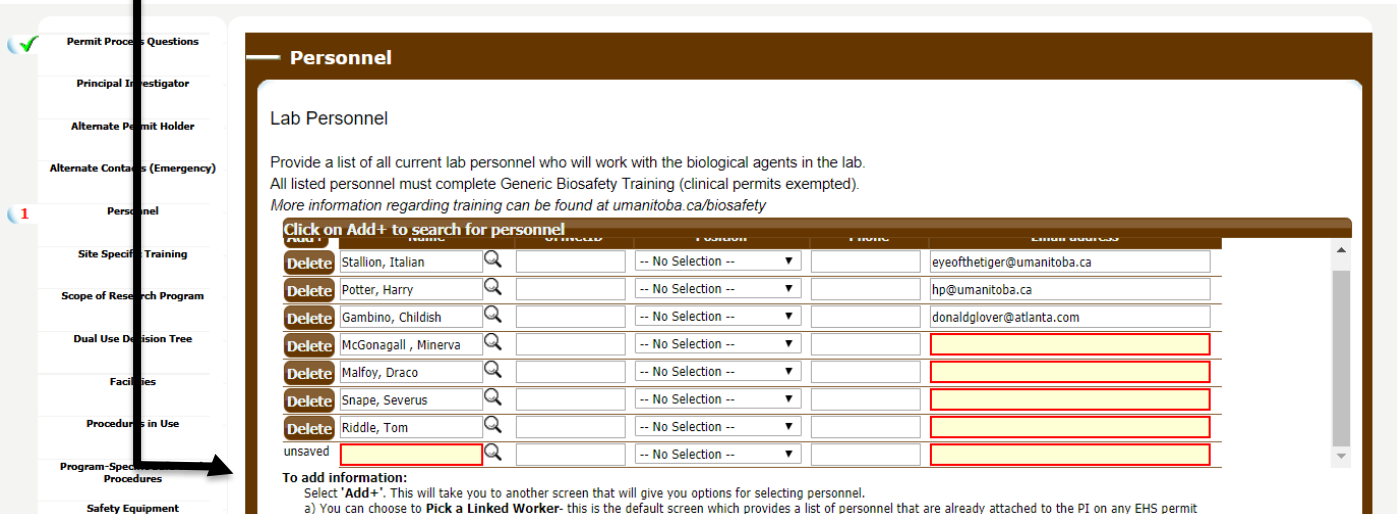 Permit Process Questions
Principal Investigator
Alternate Permit Holder
Alternate Contacts (Emergency)
1 Personnel
Site Specific Training
Scope of Research Program
Dual Use Decision Tree
Facilities
Procedures in Use
Program-Specific
Procedures
Safety Equipment
Personnel
Lab Personnel
Provide a list of all current lab personnel who will work with the biological agents in the lab.
All listed personnel must complete Generic Biosafety Training (clinical permits exempted).
More information regarding training can be found at umanitoba.ca/biosafety
Click on Add+ to search for personnel
Add+ Name UMNetID Position Phone Email address
Delete Stallion, Italian -- No Selection -- eyeofthetiger@umanitoba.ca
Delete Potter, Harry -- No Selection -- hp@umanitoba.ca
Delete Gambino, Childish -- No Selection -- donaldglover@atlanta.com
Delete McGonagall , Minerva -- No Selection --
Delete Malfoy, Draco -- No Selection --
Delete Snape, Severus -- No Selection --
Delete Riddle, Tom -- No Selection --
unsaved -- No Selection --
To add information:
Select 'Add+'. This will take you to another screen that will give you options for selecting personnel.
a) You can choose to Pick a Linked Worker- this is the default screen which provides a list of personnel that are already attached to the PI on any EHS permit